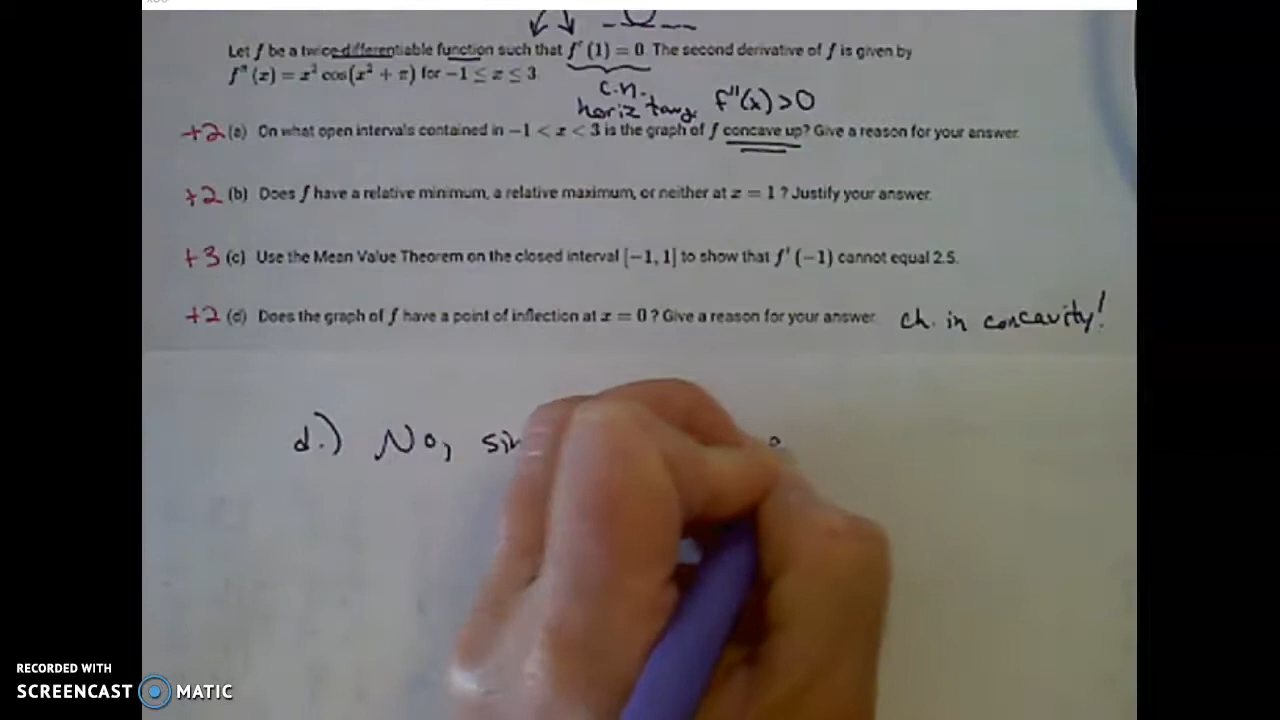 Let f be a twice-differentiable function such that f′(1) = 0. The second derivative of f is given by
f″(x) = x² cos(x² + π) for −1 ≤ x ≤ 3.
c.n.
horiz tang
f''(x) > 0
+2 (a) On what open intervals contained in −1 < x < 3 is the graph of f concave up? Give a reason for your answer.
+2 (b) Does f have a relative minimum, a relative maximum, or neither at x = 1? Justify your answer.
+3 (c) Use the Mean Value Theorem on the closed interval [−1, 1] to show that f′(−1) cannot equal 2.5.
+2 (d) Does the graph of f have a point of inflection at x = 0? Give a reason for your answer.
ch. in concavity!
d.) No,
RECORDED WITH
SCREENCAST MATIC